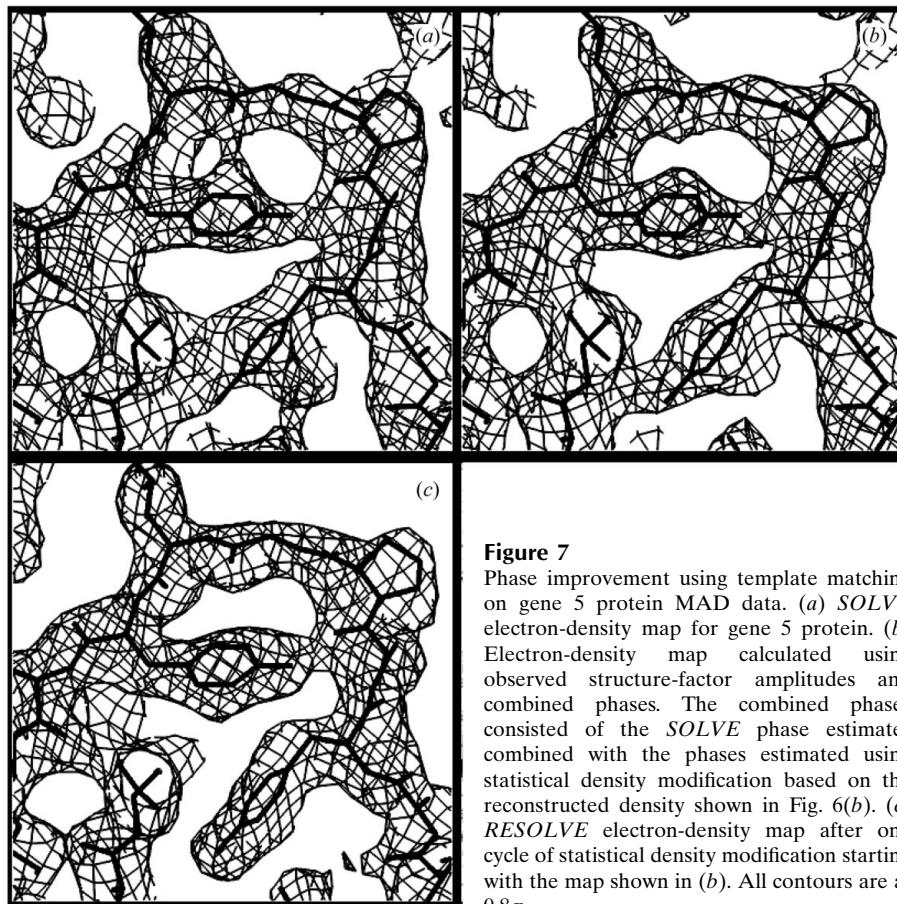 (a)
(b)
(c)
Figure 7
Phase improvement using template matchin
on gene 5 protein MAD data. (a) SOLV
electron-density map for gene 5 protein. (b
Electron-density map calculated usin
observed structure-factor amplitudes an
combined phases. The combined phase
consisted of the SOLVE phase estimate
combined with the phases estimated usin
statistical density modification based on th
reconstructed density shown in Fig. 6(b). (
RESOLVE electron-density map after on
cycle of statistical density modification startin
with the map shown in (b). All contours are a